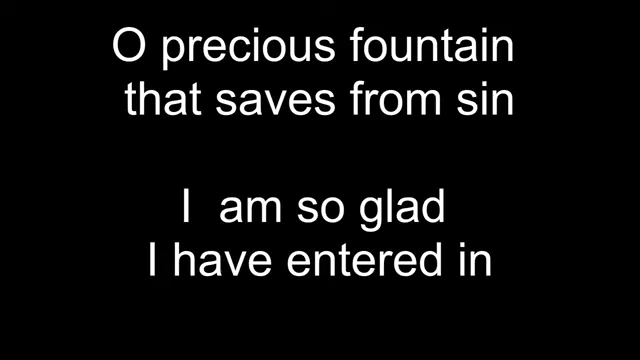 O precious fountain
that saves from sin
I am so glad
I have entered in